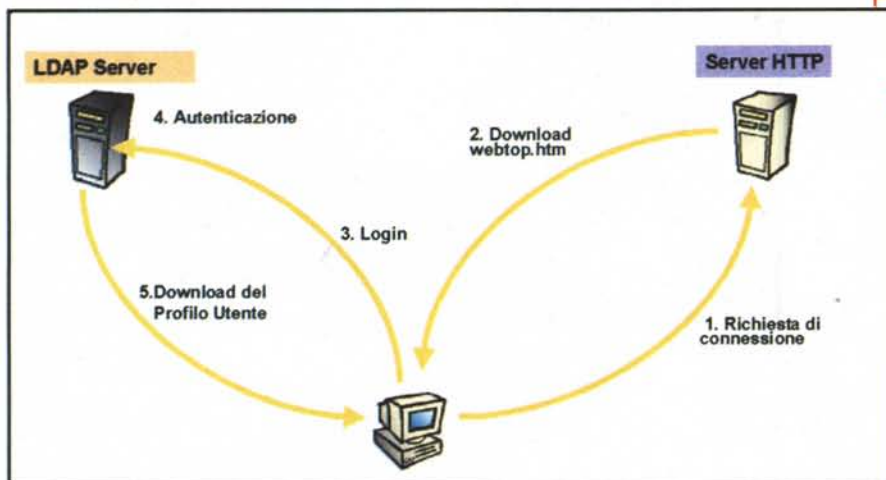 LDAP Server
Server HTTP
4. Autenticazione
2. Download
webtop.htm
3. Login
5.Download del
Profilo Utente
1. Richiesta di
connessione